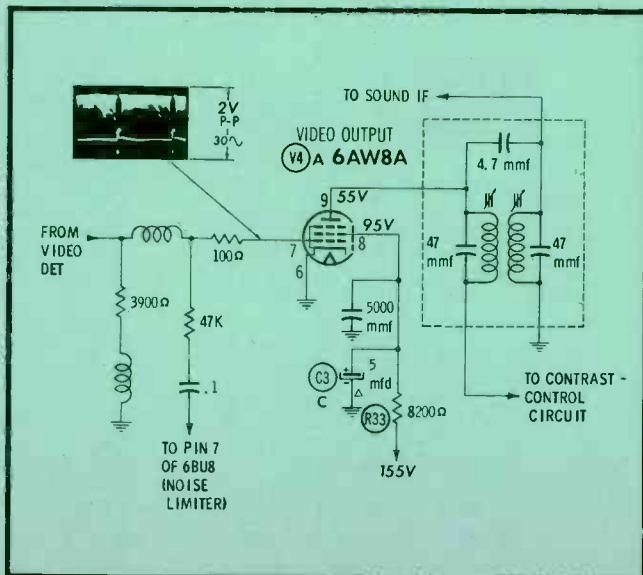 2V
P-P
30~
TO SOUND IF
VIDEO OUTPUT
V4 A 6AW8A
4.7 mmf
9 55V
95V
FROM
VIDEO
DET
7
8
6
100Ω
47
mmf
47
mmf
3900Ω
47K
5000
mmf
.1
C3
C
5
mfd
R33
8200Ω
TO CONTRAST-
CONTROL
CIRCUIT
TO PIN 7
OF 6BU8
(NOISE
LIMITER)
155V